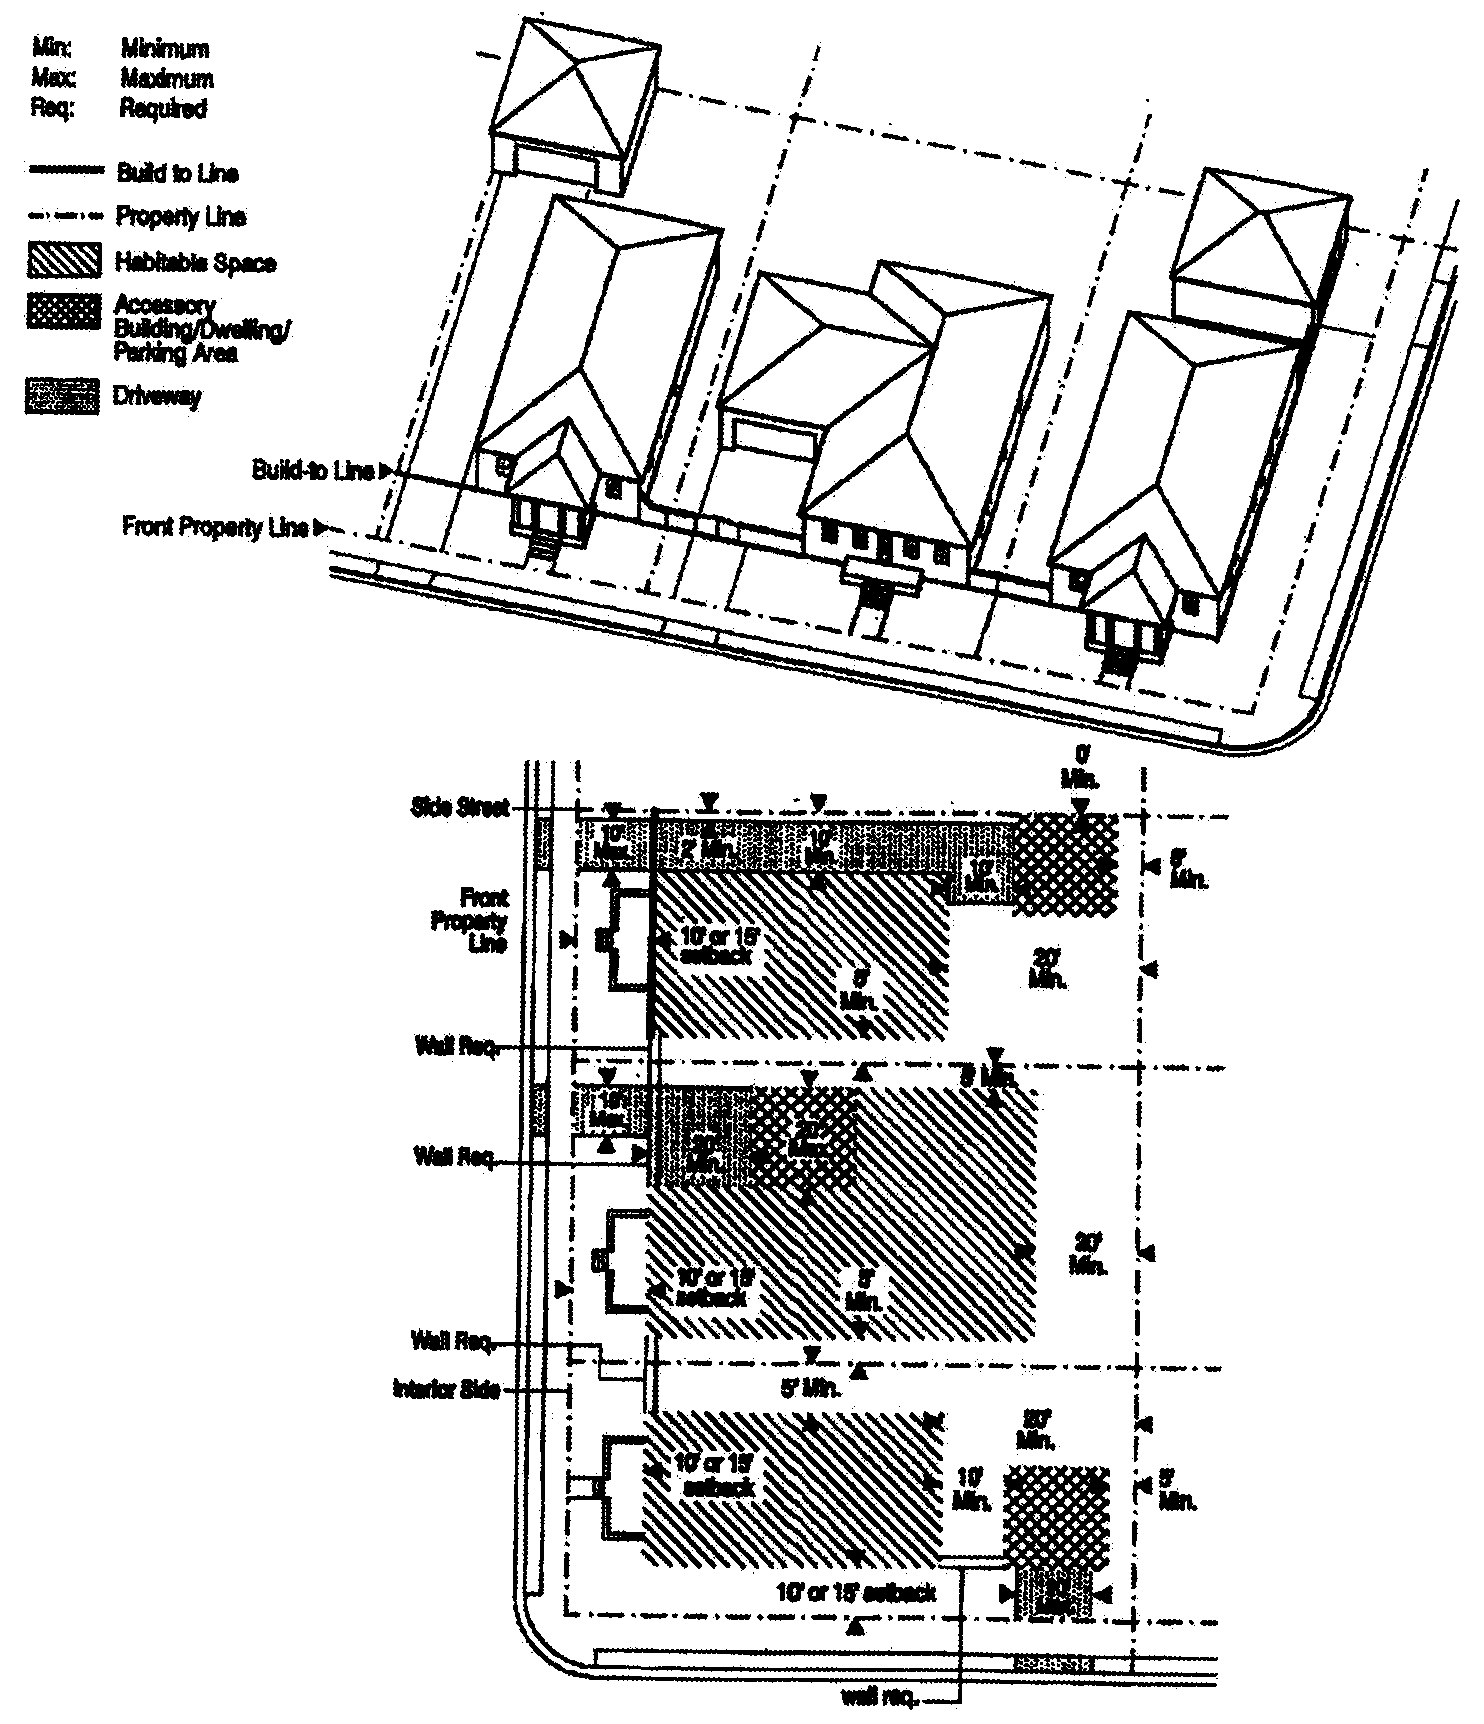 Min: Minimum
Max: Maximum
Req: Required
Build to Line
Property Line
Habitable Space
Accessory
Building/Dwelling/
Parking Area
Driveway
Build-to Line
Front Property Line
0'
Min.
Side Street
10'
Max.
2' Min.
10'
Min.
10'
Min.
5'
Min.
Front
Property
Line
10' or 15'
setback
5'
Min.
20'
Min.
Wall Req.
5' Min.
Max.
20'
Min.
20'
Max.
Wall Req.
10' or 15'
setback
5'
Min.
20'
Min.
Wall Req.
Interior Side
5' Min.
20'
Min.
10' or 15'
setback
10'
Min.
5'
Min.
10' or 15' setback
wall req.